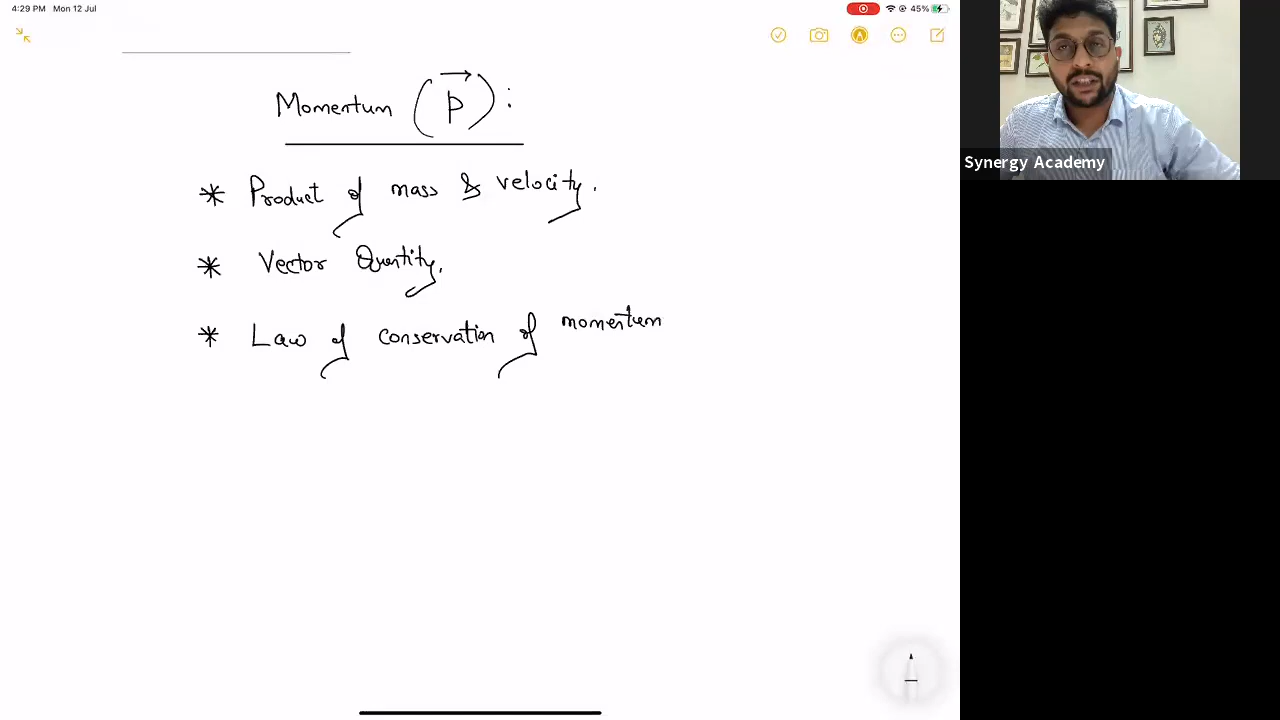 4:29 PM Mon 12 Jul
45%
Momentum (p⃗) :
* Product of mass & velocity.
* Vector Quantity.
* Law of conservation of momentum
Synergy Academy